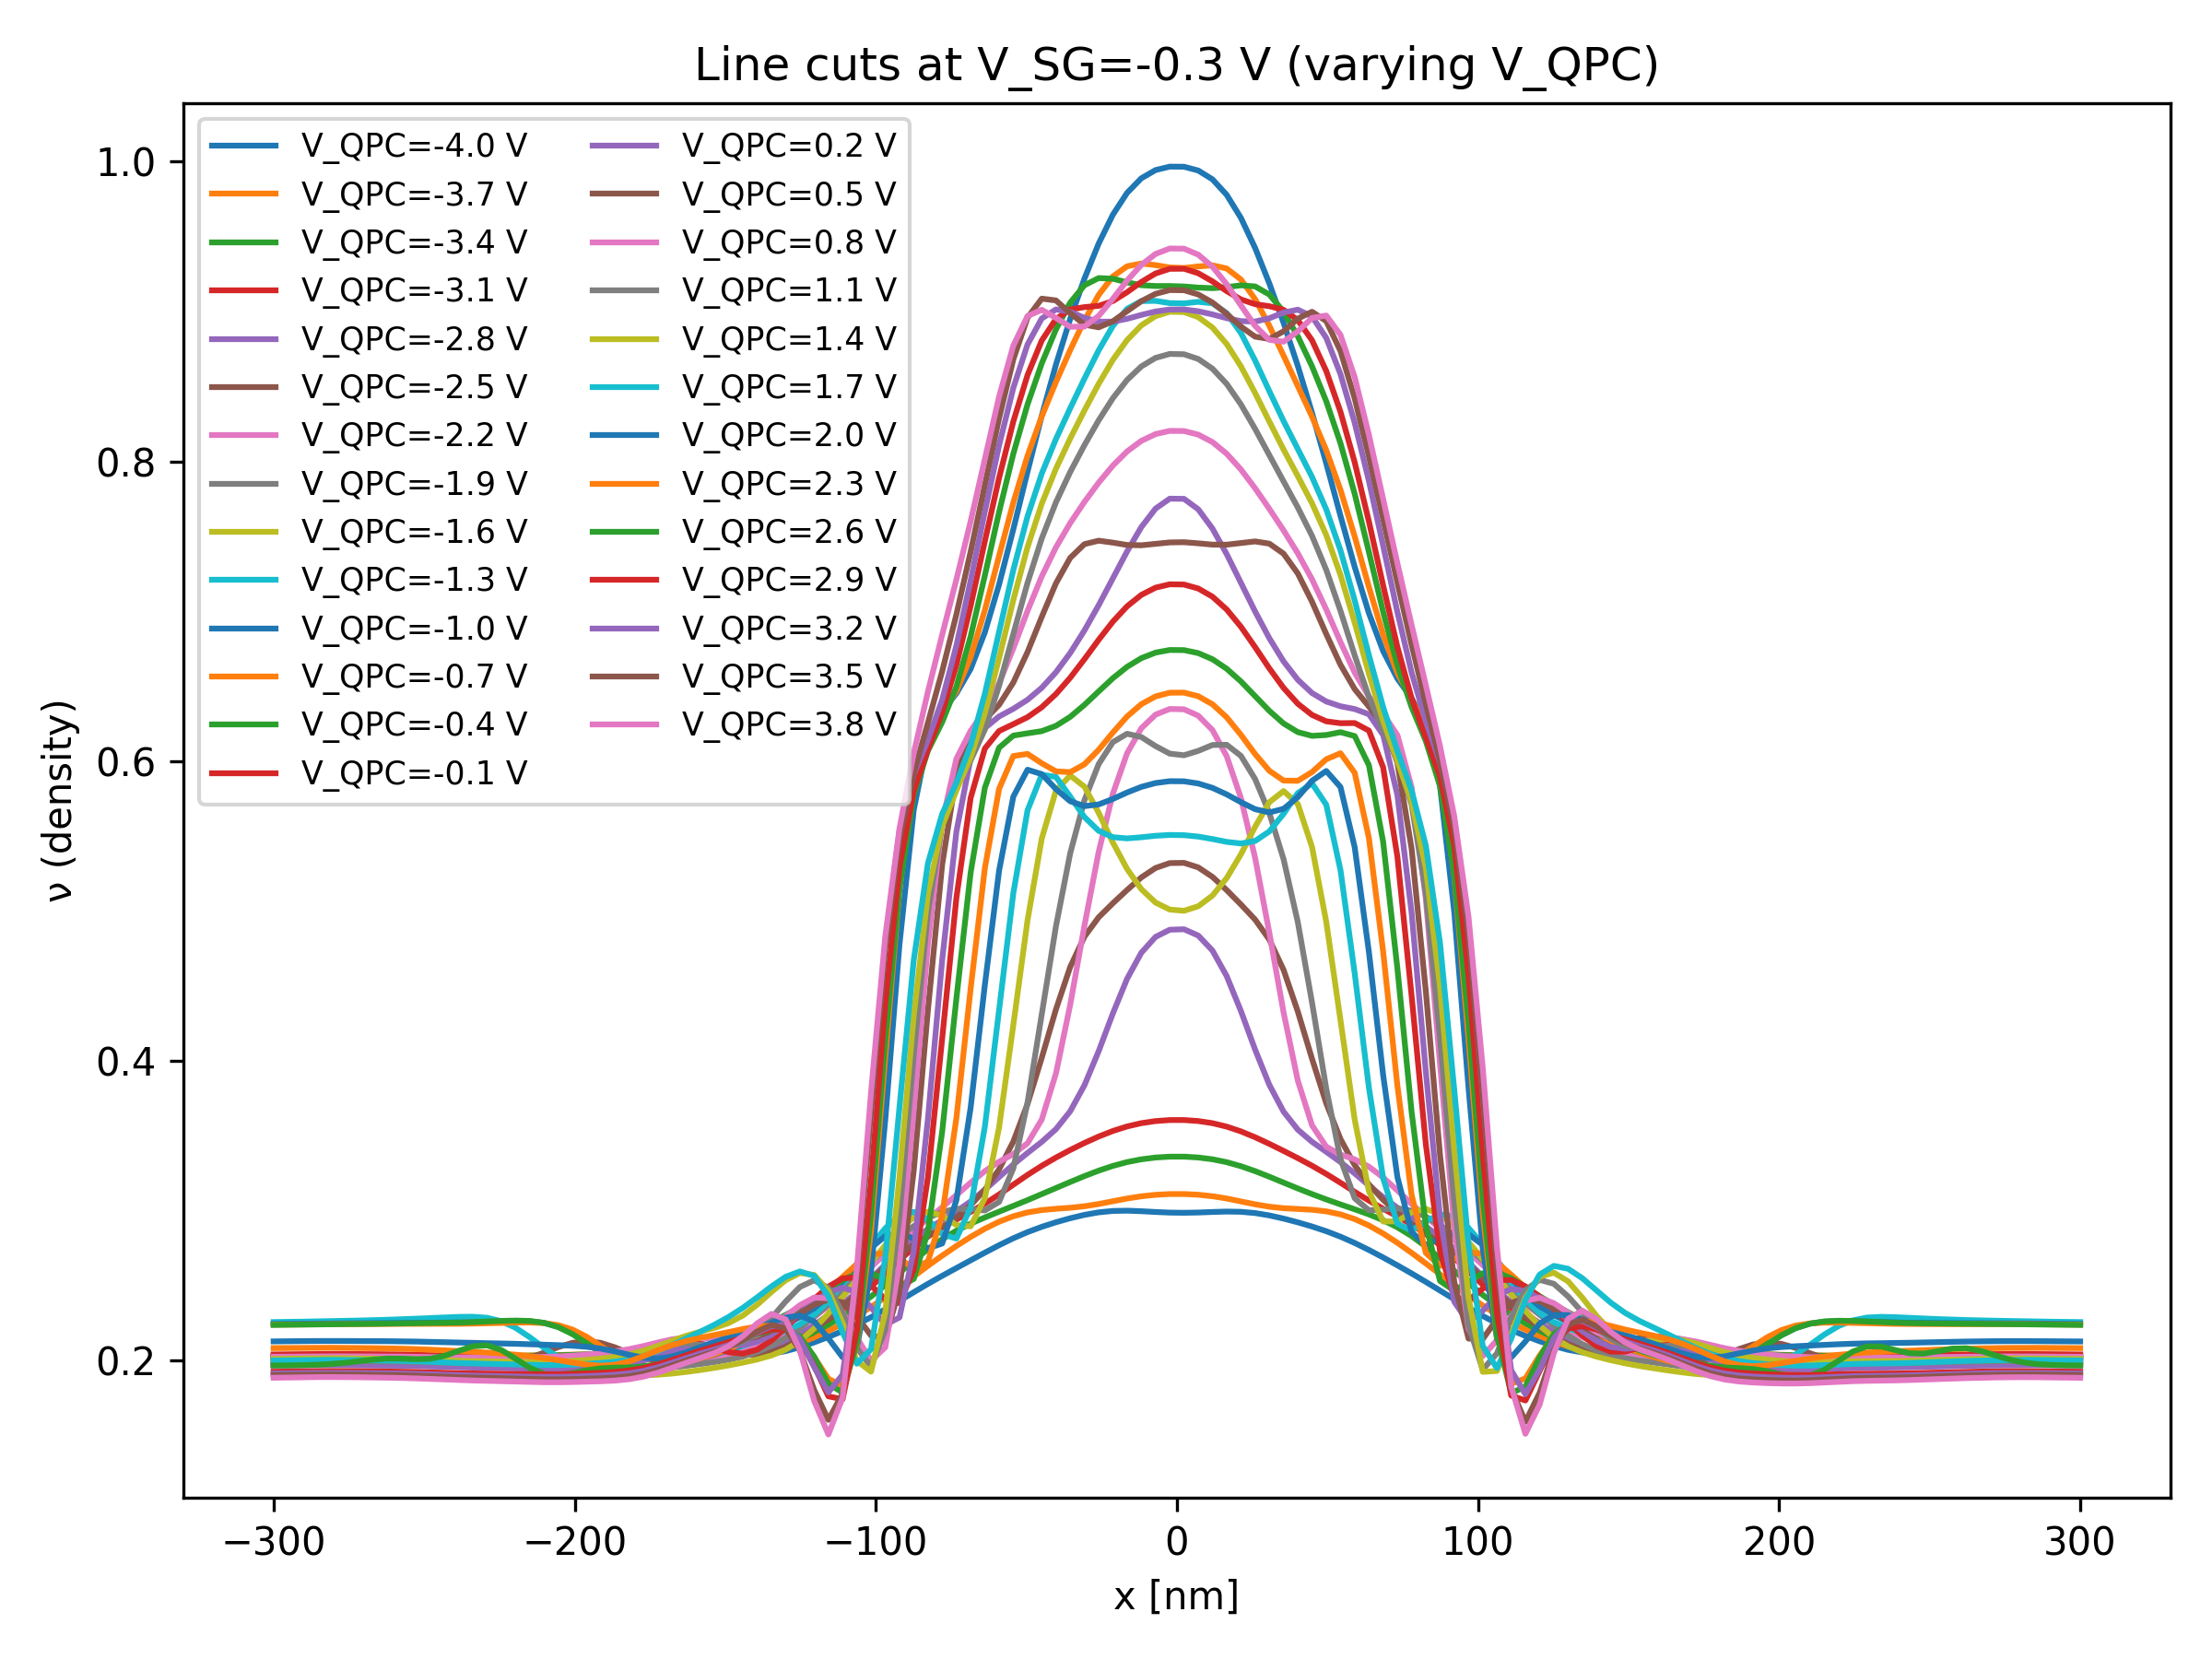 Line cuts at V_SG=-0.3 V (varying V_QPC)
V_QPC=-4.0 V
V_QPC=-3.7 V
V_QPC=-3.4 V
V_QPC=-3.1 V
V_QPC=-2.8 V
V_QPC=-2.5 V
V_QPC=-2.2 V
V_QPC=-1.9 V
V_QPC=-1.6 V
V_QPC=-1.3 V
V_QPC=-1.0 V
V_QPC=-0.7 V
V_QPC=-0.4 V
V_QPC=-0.1 V
V_QPC=0.2 V
V_QPC=0.5 V
V_QPC=0.8 V
V_QPC=1.1 V
V_QPC=1.4 V
V_QPC=1.7 V
V_QPC=2.0 V
V_QPC=2.3 V
V_QPC=2.6 V
V_QPC=2.9 V
V_QPC=3.2 V
V_QPC=3.5 V
V_QPC=3.8 V
ν (density)
1.0
0.8
0.6
0.4
0.2
−300
−200
−100
0
100
200
300
x [nm]